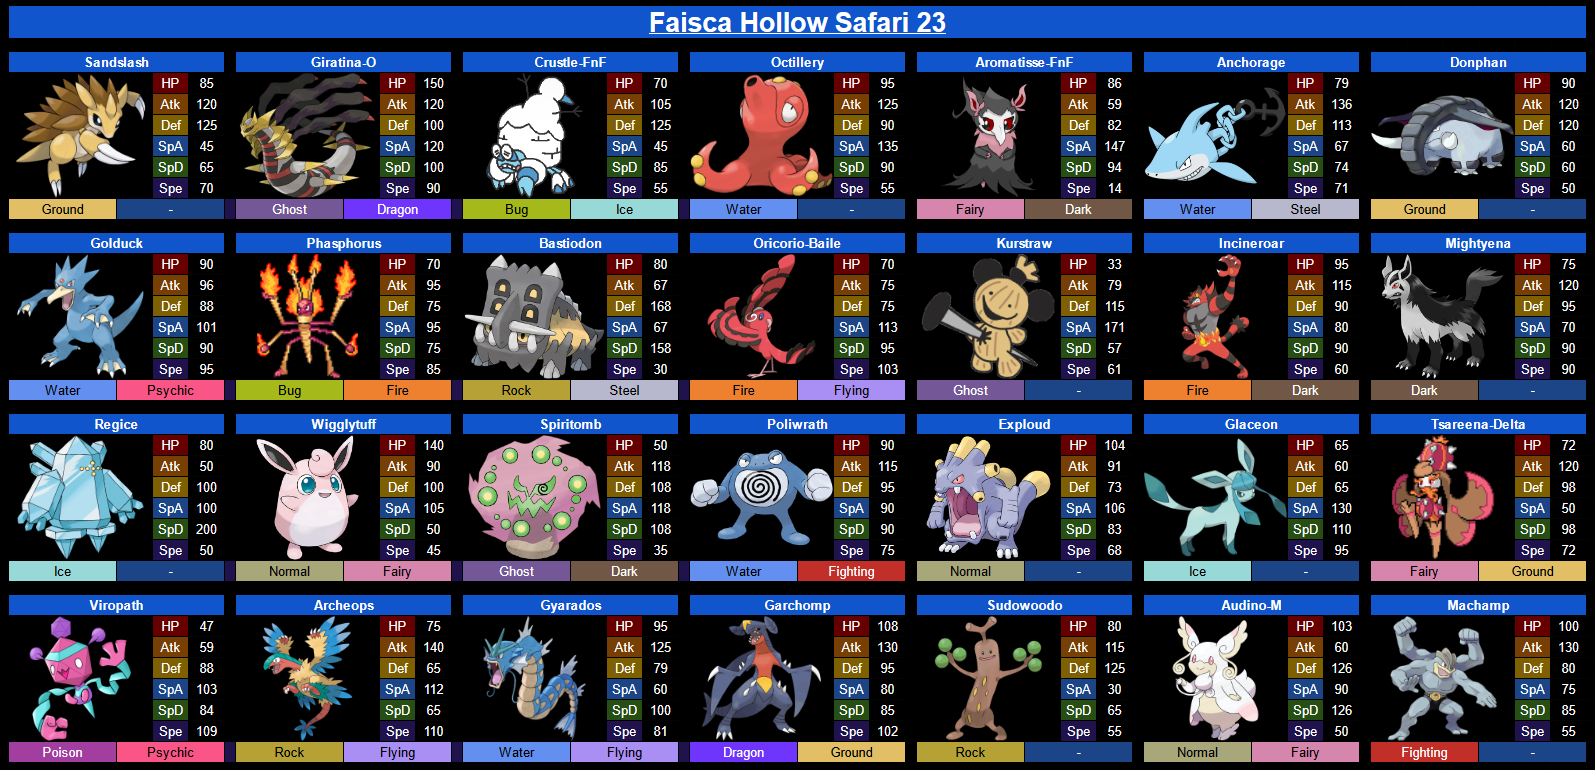 Faisca Hollow Safari 23
Sandslash Giratina-O Crustle-FnF Octillery Aromatisse-FnF Anchorage Donphan
HP 85 HP 150 HP 70 HP 95 HP 86 HP 79 HP 90
Atk 120 Atk 120 Atk 105 Atk 125 Atk 59 Atk 136 Atk 120
Def 125 Def 100 Def 125 Def 90 Def 82 Def 113 Def 120
SpA 45 SpA 120 SpA 45 SpA 135 SpA 147 SpA 67 SpA 60
SpD 65 SpD 100 SpD 85 SpD 90 SpD 94 SpD 74 SpD 60
Spe 70 Spe 90 Spe 55 Spe 55 Spe 14 Spe 71 Spe 50
Ground - Ghost Dragon Bug Ice Water - Fairy Dark Water Steel Ground -
Golduck Phasphorus Bastiodon Oricorio-Baile Kurstraw Incineroar Mightyena
HP 90 HP 70 HP 80 HP 70 HP 33 HP 95 HP 75
Atk 96 Atk 95 Atk 67 Atk 75 Atk 79 Atk 115 Atk 120
Def 88 Def 75 Def 168 Def 75 Def 115 Def 90 Def 95
SpA 101 SpA 95 SpA 67 SpA 113 SpA 171 SpA 80 SpA 70
SpD 90 SpD 75 SpD 158 SpD 95 SpD 57 SpD 90 SpD 90
Spe 95 Spe 85 Spe 30 Spe 103 Spe 61 Spe 60 Spe 90
Water Psychic Bug Fire Rock Steel Fire Flying Ghost - Fire Dark Dark -
Regice Wigglytuff Spiritomb Poliwrath Exploud Glaceon Tsareena-Delta
HP 80 HP 140 HP 50 HP 90 HP 104 HP 65 HP 72
Atk 50 Atk 90 Atk 118 Atk 115 Atk 91 Atk 60 Atk 120
Def 100 Def 100 Def 108 Def 95 Def 73 Def 65 Def 98
SpA 100 SpA 105 SpA 118 SpA 90 SpA 106 SpA 130 SpA 50
SpD 200 SpD 50 SpD 108 SpD 90 SpD 83 SpD 110 SpD 98
Spe 50 Spe 45 Spe 35 Spe 75 Spe 68 Spe 95 Spe 72
Ice - Normal Fairy Ghost Dark Water Fighting Normal - Ice - Fairy Ground
Viropath Archeops Gyarados Garchomp Sudowoodo Audino-M Machamp
HP 47 HP 75 HP 95 HP 108 HP 80 HP 103 HP 100
Atk 59 Atk 140 Atk 125 Atk 130 Atk 115 Atk 60 Atk 130
Def 88 Def 65 Def 79 Def 95 Def 125 Def 126 Def 80
SpA 103 SpA 112 SpA 60 SpA 80 SpA 30 SpA 90 SpA 75
SpD 84 SpD 65 SpD 100 SpD 85 SpD 65 SpD 126 SpD 85
Spe 109 Spe 110 Spe 81 Spe 102 Spe 55 Spe 50 Spe 55
Poison Psychic Rock Flying Water Flying Dragon Ground Rock - Normal Fairy Fighting -